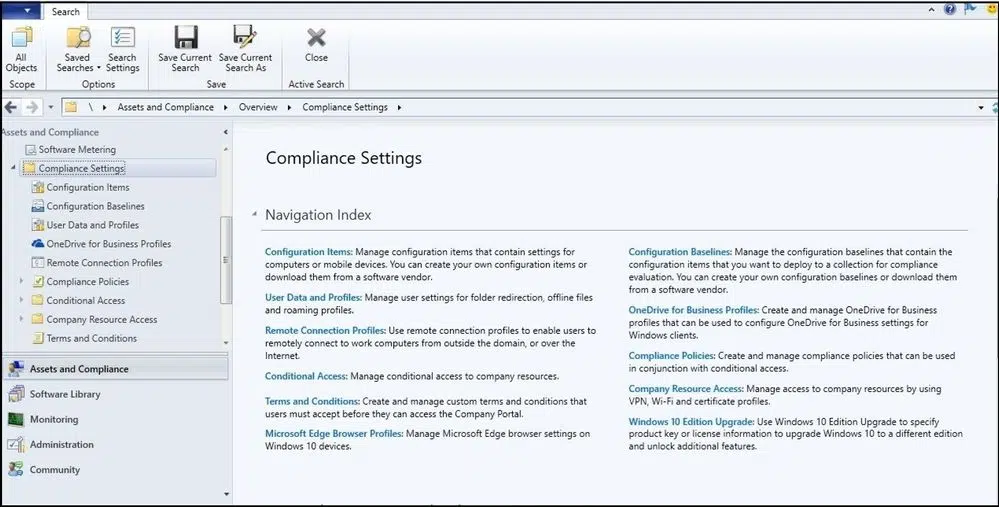 Search
All
Objects
Saved
Searches
Search
Settings
Save Current
Search
Save Current
Search As
Close
Scope
Options
Save
Active Search
\ Assets and Compliance Overview Compliance Settings
Assets and Compliance
Software Metering
Compliance Settings
Configuration Items
Configuration Baselines
User Data and Profiles
OneDrive for Business Profiles
Remote Connection Profiles
Compliance Policies
Conditional Access
Company Resource Access
Terms and Conditions
Assets and Compliance
Software Library
Monitoring
Administration
Community
Compliance Settings
Navigation Index
Configuration Items: Manage configuration items that contain settings for
computers or mobile devices. You can create your own configuration items or
download them from a software vendor.
User Data and Profiles: Manage user settings for folder redirection, offline files
and roaming profiles.
Remote Connection Profiles: Use remote connection profiles to enable users to
remotely connect to work computers from outside the domain, or over the
Internet.
Conditional Access: Manage conditional access to company resources.
Terms and Conditions: Create and manage custom terms and conditions that
users must accept before they can access the Company Portal.
Microsoft Edge Browser Profiles: Manage Microsoft Edge browser settings on
Windows 10 devices.
Configuration Baselines: Manage the configuration baselines that contain the
configuration items that you want to deploy to a collection for compliance
evaluation. You can create your own configuration baselines or download them
from a software vendor.
OneDrive for Business Profiles: Create and manage OneDrive for Business
profiles that can be used to configure OneDrive for Business settings for
Windows clients.
Compliance Policies: Create and manage compliance policies that can be used
in conjunction with conditional access.
Company Resource Access: Manage access to company resources by using
VPN, Wi-Fi and certificate profiles.
Windows 10 Edition Upgrade: Use Windows 10 Edition Upgrade to specify
product key or license information to upgrade Windows 10 to a different edition
and unlock additional features.